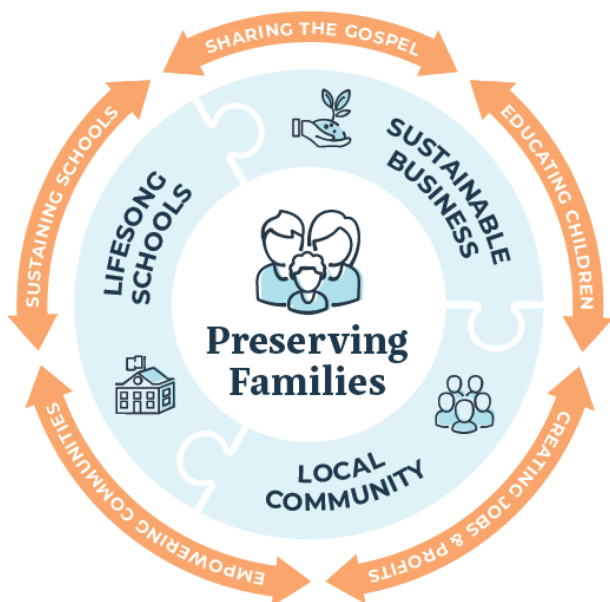 SHARING THE GOSPEL
EDUCATING CHILDREN
CREATING JOBS & PROFITS
EMPOWERING COMMUNITIES
SUSTAINING SCHOOLS
SUSTAINABLE
BUSINESS
LIFESONG
SCHOOLS
Preserving
Families
LOCAL
COMMUNITY